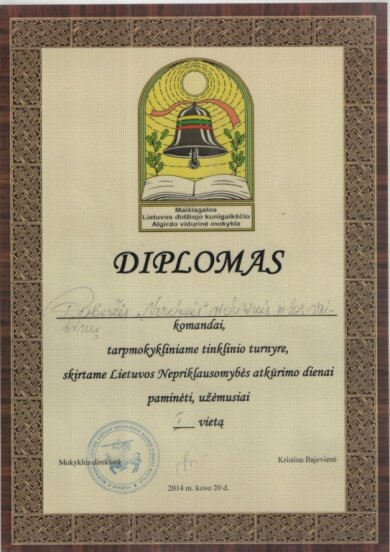 Maišiagalos
Lietuvos didžiojo kunigaikščio
Algirdo vidurinė mokykla
DIPLOMAS
komandai,
tarpmokykliniame tinklinio turnyre,
skirtame Lietuvos Nepriklausomybės atkūrimo dienai
paminėti, užėmusiai
I vietą
Mokyklos direktorė
Kristina Bajevienė
2014 m. kovo 20 d.